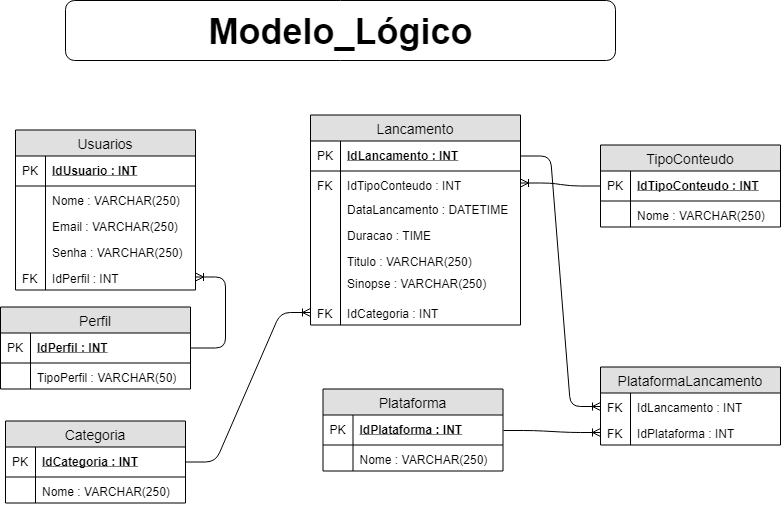 Modelo_Lógico
Usuarios
PK IdUsuario : INT
Nome : VARCHAR(250)
Email : VARCHAR(250)
Senha : VARCHAR(250)
FK IdPerfil : INT
Perfil
PK IdPerfil : INT
TipoPerfil : VARCHAR(50)
Categoria
PK IdCategoria : INT
Nome : VARCHAR(250)
Lancamento
PK IdLancamento : INT
FK IdTipoConteudo : INT
DataLancamento : DATETIME
Duracao : TIME
Titulo : VARCHAR(250)
Sinopse : VARCHAR(250)
FK IdCategoria : INT
Plataforma
PK IdPlataforma : INT
Nome : VARCHAR(250)
TipoConteudo
PK IdTipoConteudo : INT
Nome : VARCHAR(250)
PlataformaLancamento
FK IdLancamento : INT
FK IdPlataforma : INT